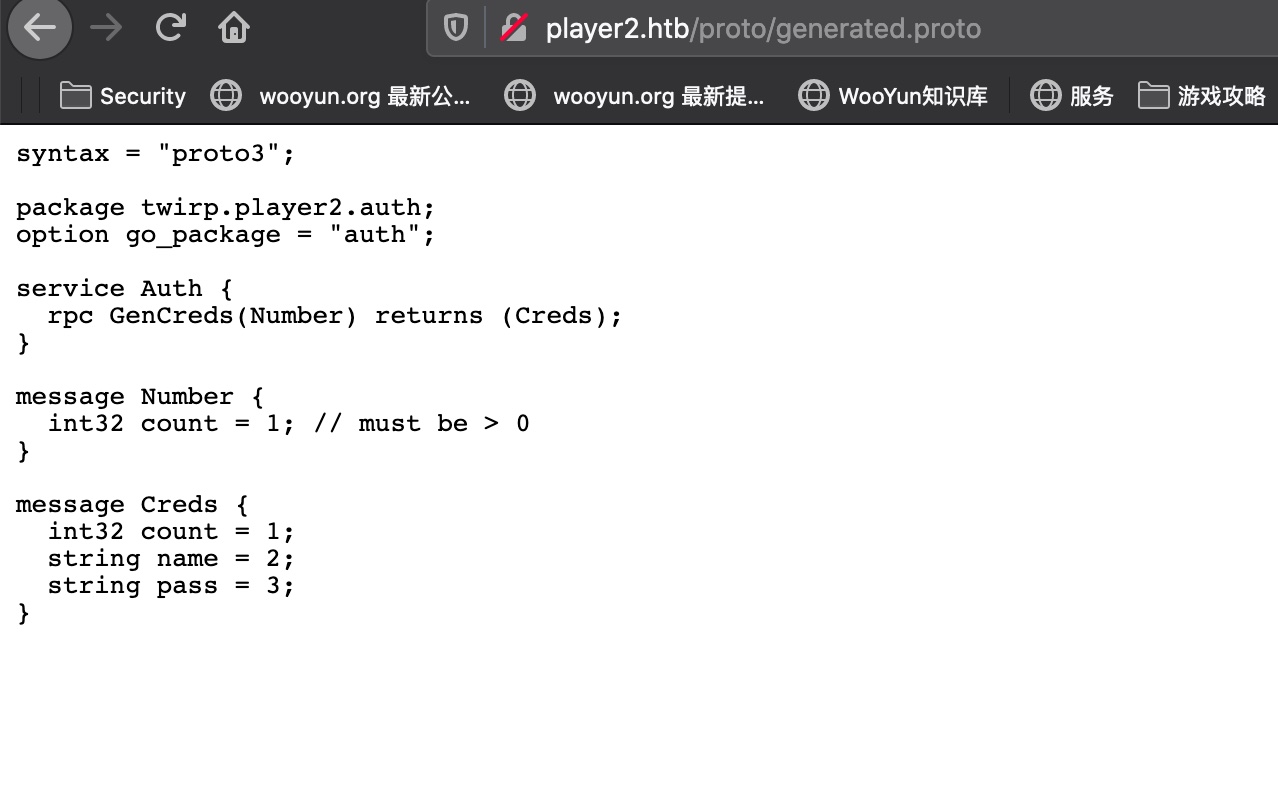 player2.htb/proto/generated.proto
Security wooyun.org 最新公... wooyun.org 最新提... WooYun知识库 服务 游戏攻略
syntax = "proto3";
package twirp.player2.auth;
option go_package = "auth";
service Auth {
  rpc GenCreds(Number) returns (Creds);
}
message Number {
  int32 count = 1; // must be > 0
}
message Creds {
  int32 count = 1;
  string name = 2;
  string pass = 3;
}